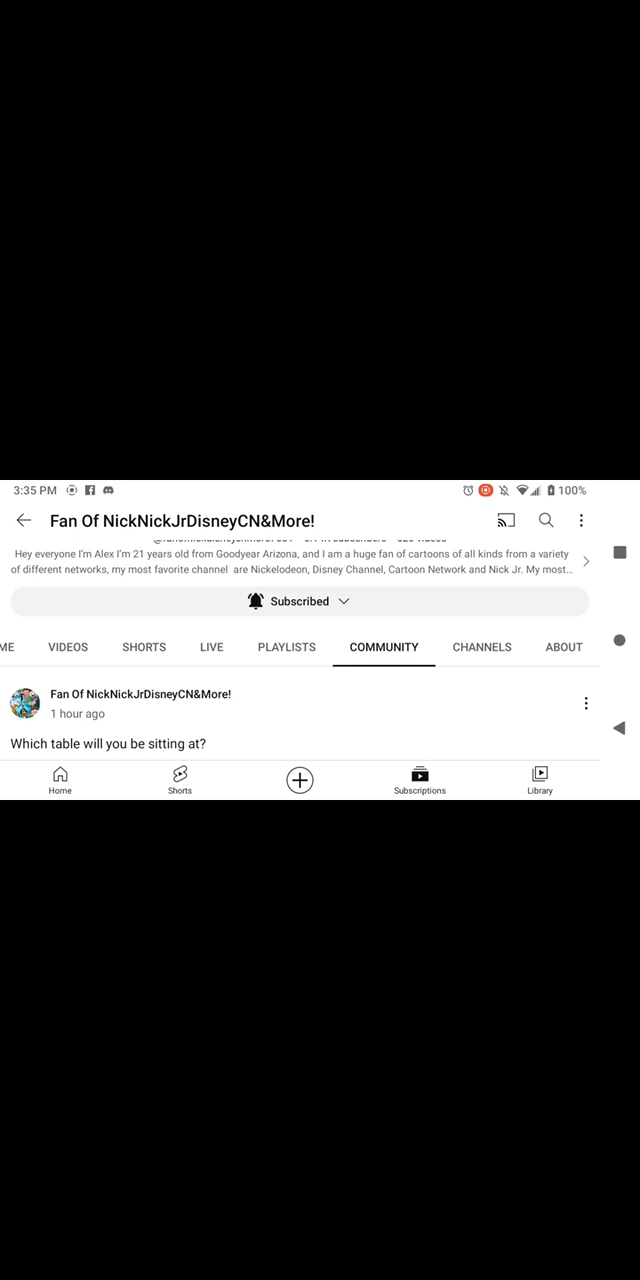 3:35 PM
100%
Fan Of NickNickJrDisneyCN&More!
Hey everyone I'm Alex I'm 21 years old from Goodyear Arizona, and I am a huge fan of cartoons of all kinds from a variety
of different networks, my most favorite channel  are Nickelodeon, Disney Channel, Cartoon Network and Nick Jr. My most...
Subscribed
ME VIDEOS SHORTS LIVE PLAYLISTS COMMUNITY CHANNELS ABOUT
Fan Of NickNickJrDisneyCN&More!
1 hour ago
Which table will you be sitting at?
Home Shorts Subscriptions Library